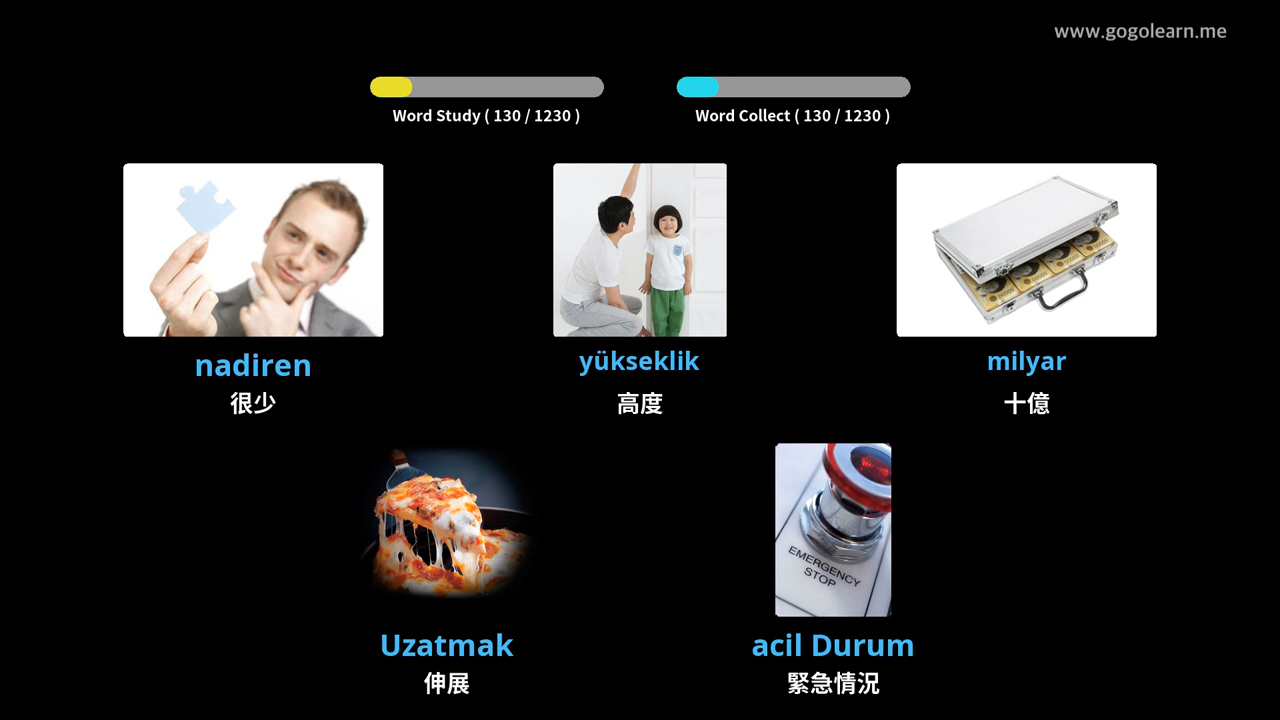 www.gogolearn.me
Word Study ( 130 / 1230 )
Word Collect ( 130 / 1230 )
nadiren
很少
yükseklik
高度
milyar
十億
Uzatmak
伸展
EMERGENCY
STOP
acil Durum
緊急情況